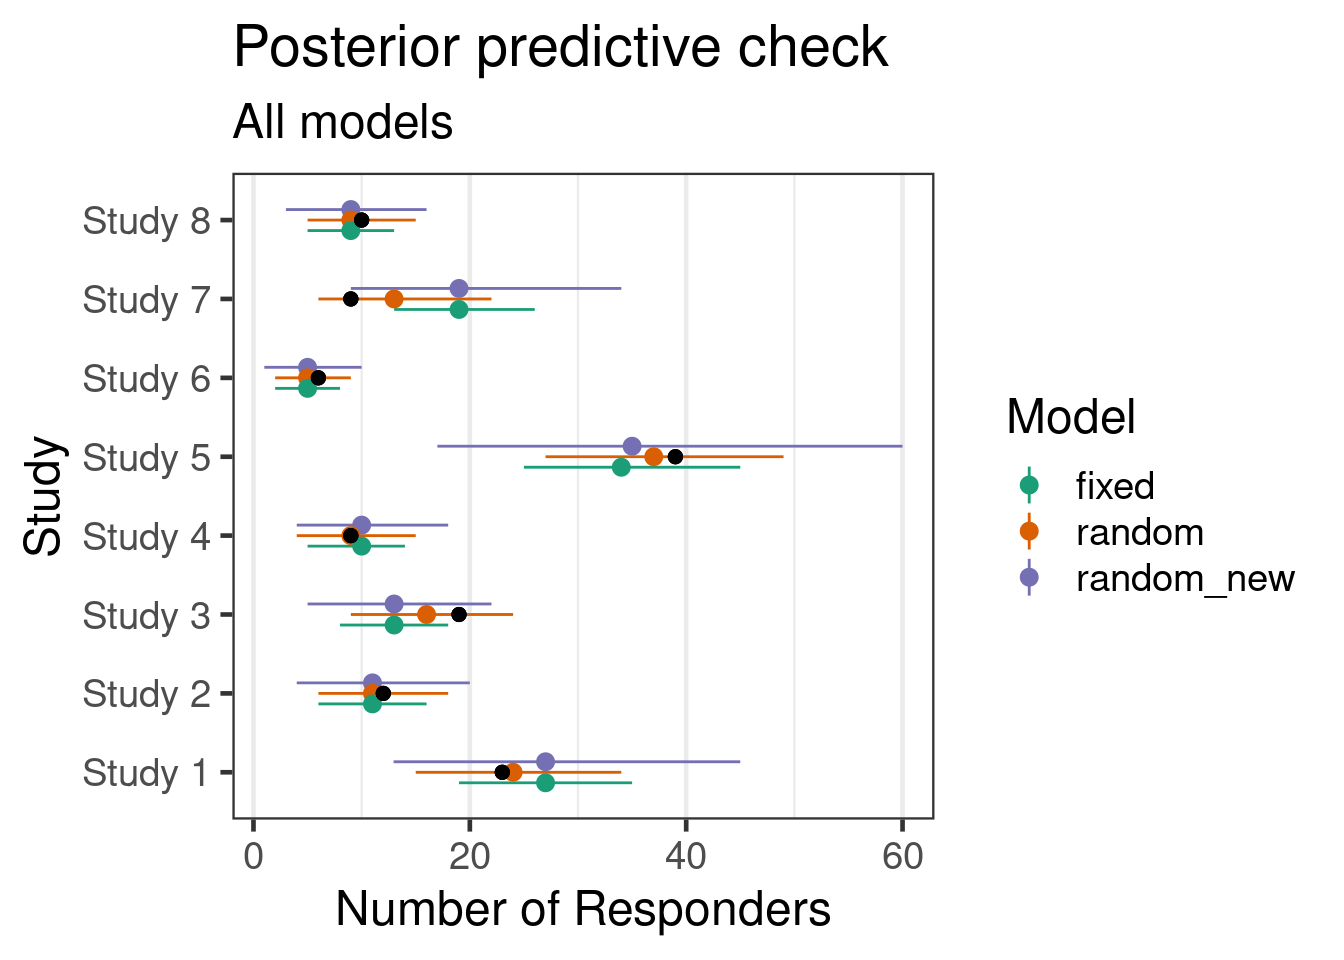 Posterior predictive check
All models
Study 8
Study 7
Study 6
Study 5
Study 4
Study 3
Study 2
Study 1
Study
0 20 40 60
Number of Responders
Model
fixed
random
random_new